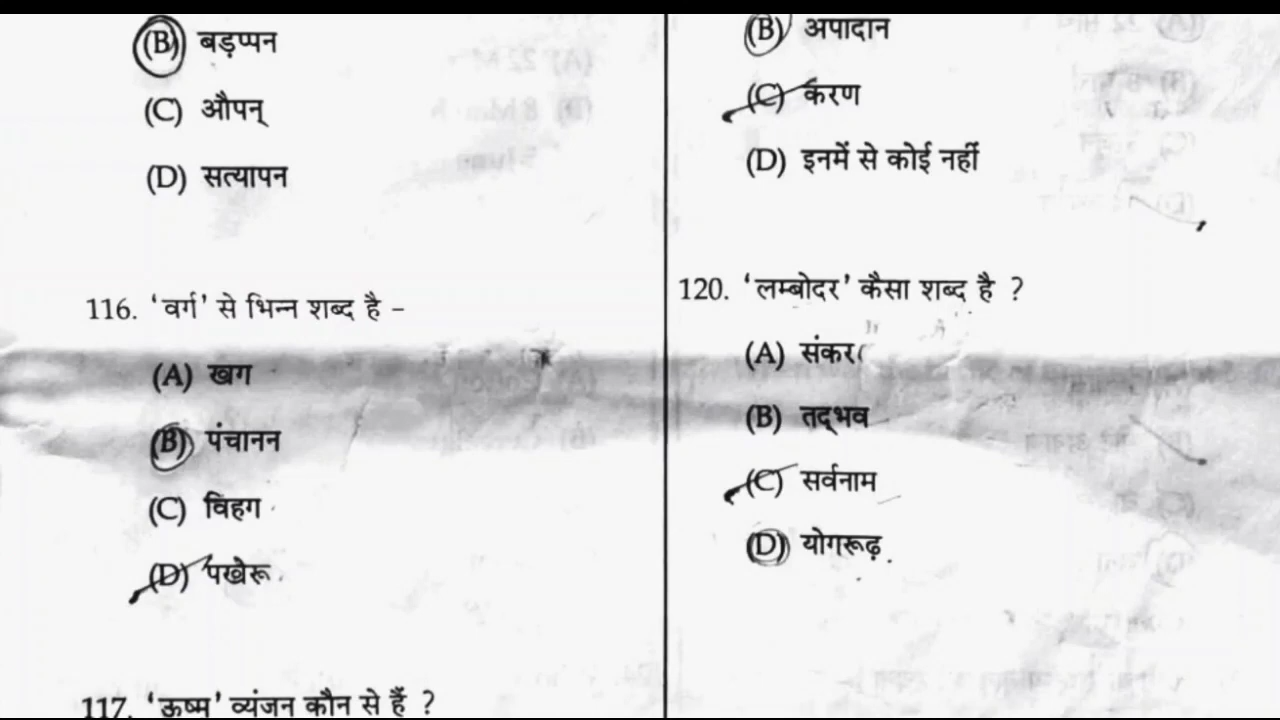 (B) बड़प्पन
(C) औपन्
(D) सत्यापन
116. 'वर्ग' से भिन्न शब्द है –
(A) खग
(B) पंचानन
(C) विहग
(D) पखेरू
117. 'ऊष्म' व्यंजन कौन से हैं ?
(B) अपादान
(C) करण
(D) इनमें से कोई नहीं
120. 'लम्बोदर' कैसा शब्द है ?
(A) संकर
(B) तद्भव
(C) सर्वनाम
(D) योगरूढ़